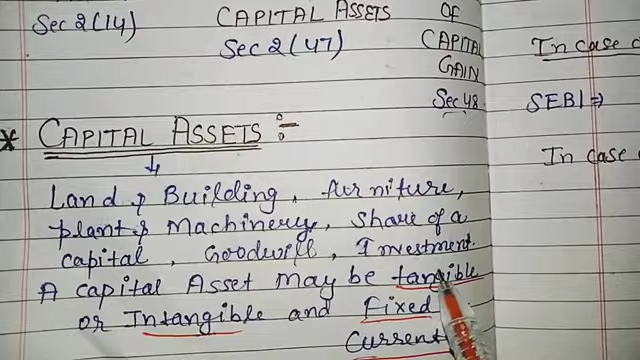 Sec 2(14)
CAPITAL ASSETS
Sec 2(47)
OF
CAPITAL
GAIN
Sec 48
In case
SEBI ⇒
In case
* CAPITAL ASSETS :-
↓
Land & Building, furniture,
plant & Machinery, Share of a
capital, Goodwill, Investment.
A capital Asset may be tangible
or Intangible and Fixed
Current